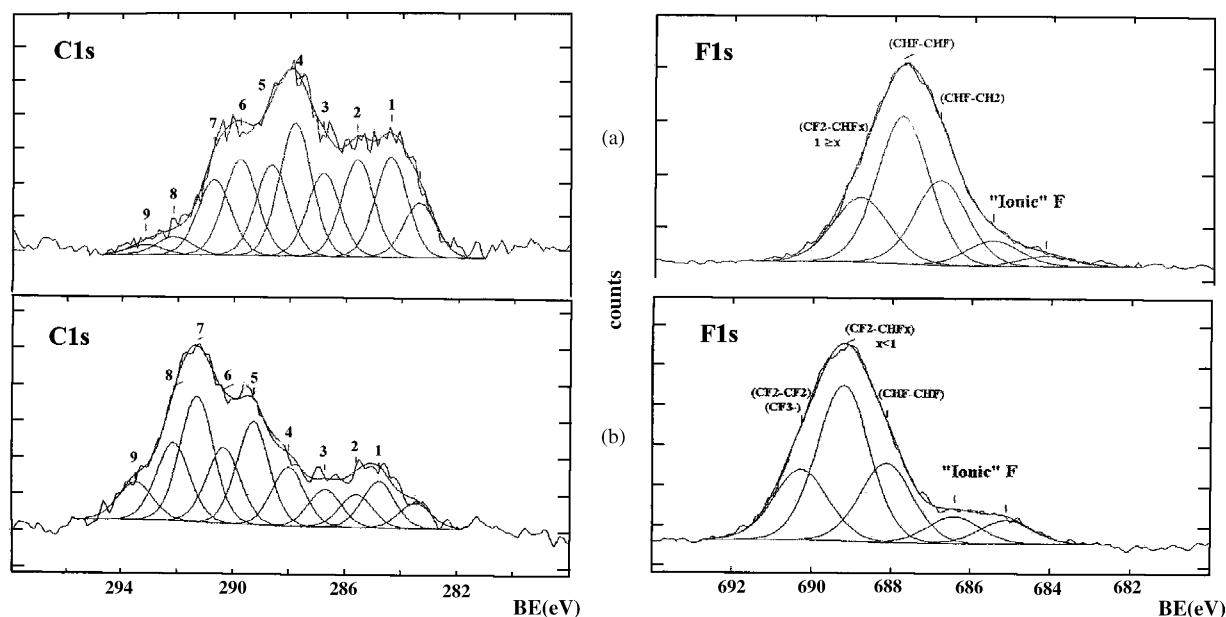 C1s
4
5
6
7
3
2
1
8
9
(a)
F1s
(CHF-CHF)
(CHF-CH2)
(CF2-CHFx)
1 ≥x
"Ionic" F
counts
C1s
7
8
6
5
4
3
2
1
9
294
290
286
282
BE(eV)
(b)
F1s
(CF2-CHFx)
x<1
(CF2-CF2)
(CF3-)
(CHF-CHF)
"Ionic" F
692
690
688
686
684
682
BE(eV)